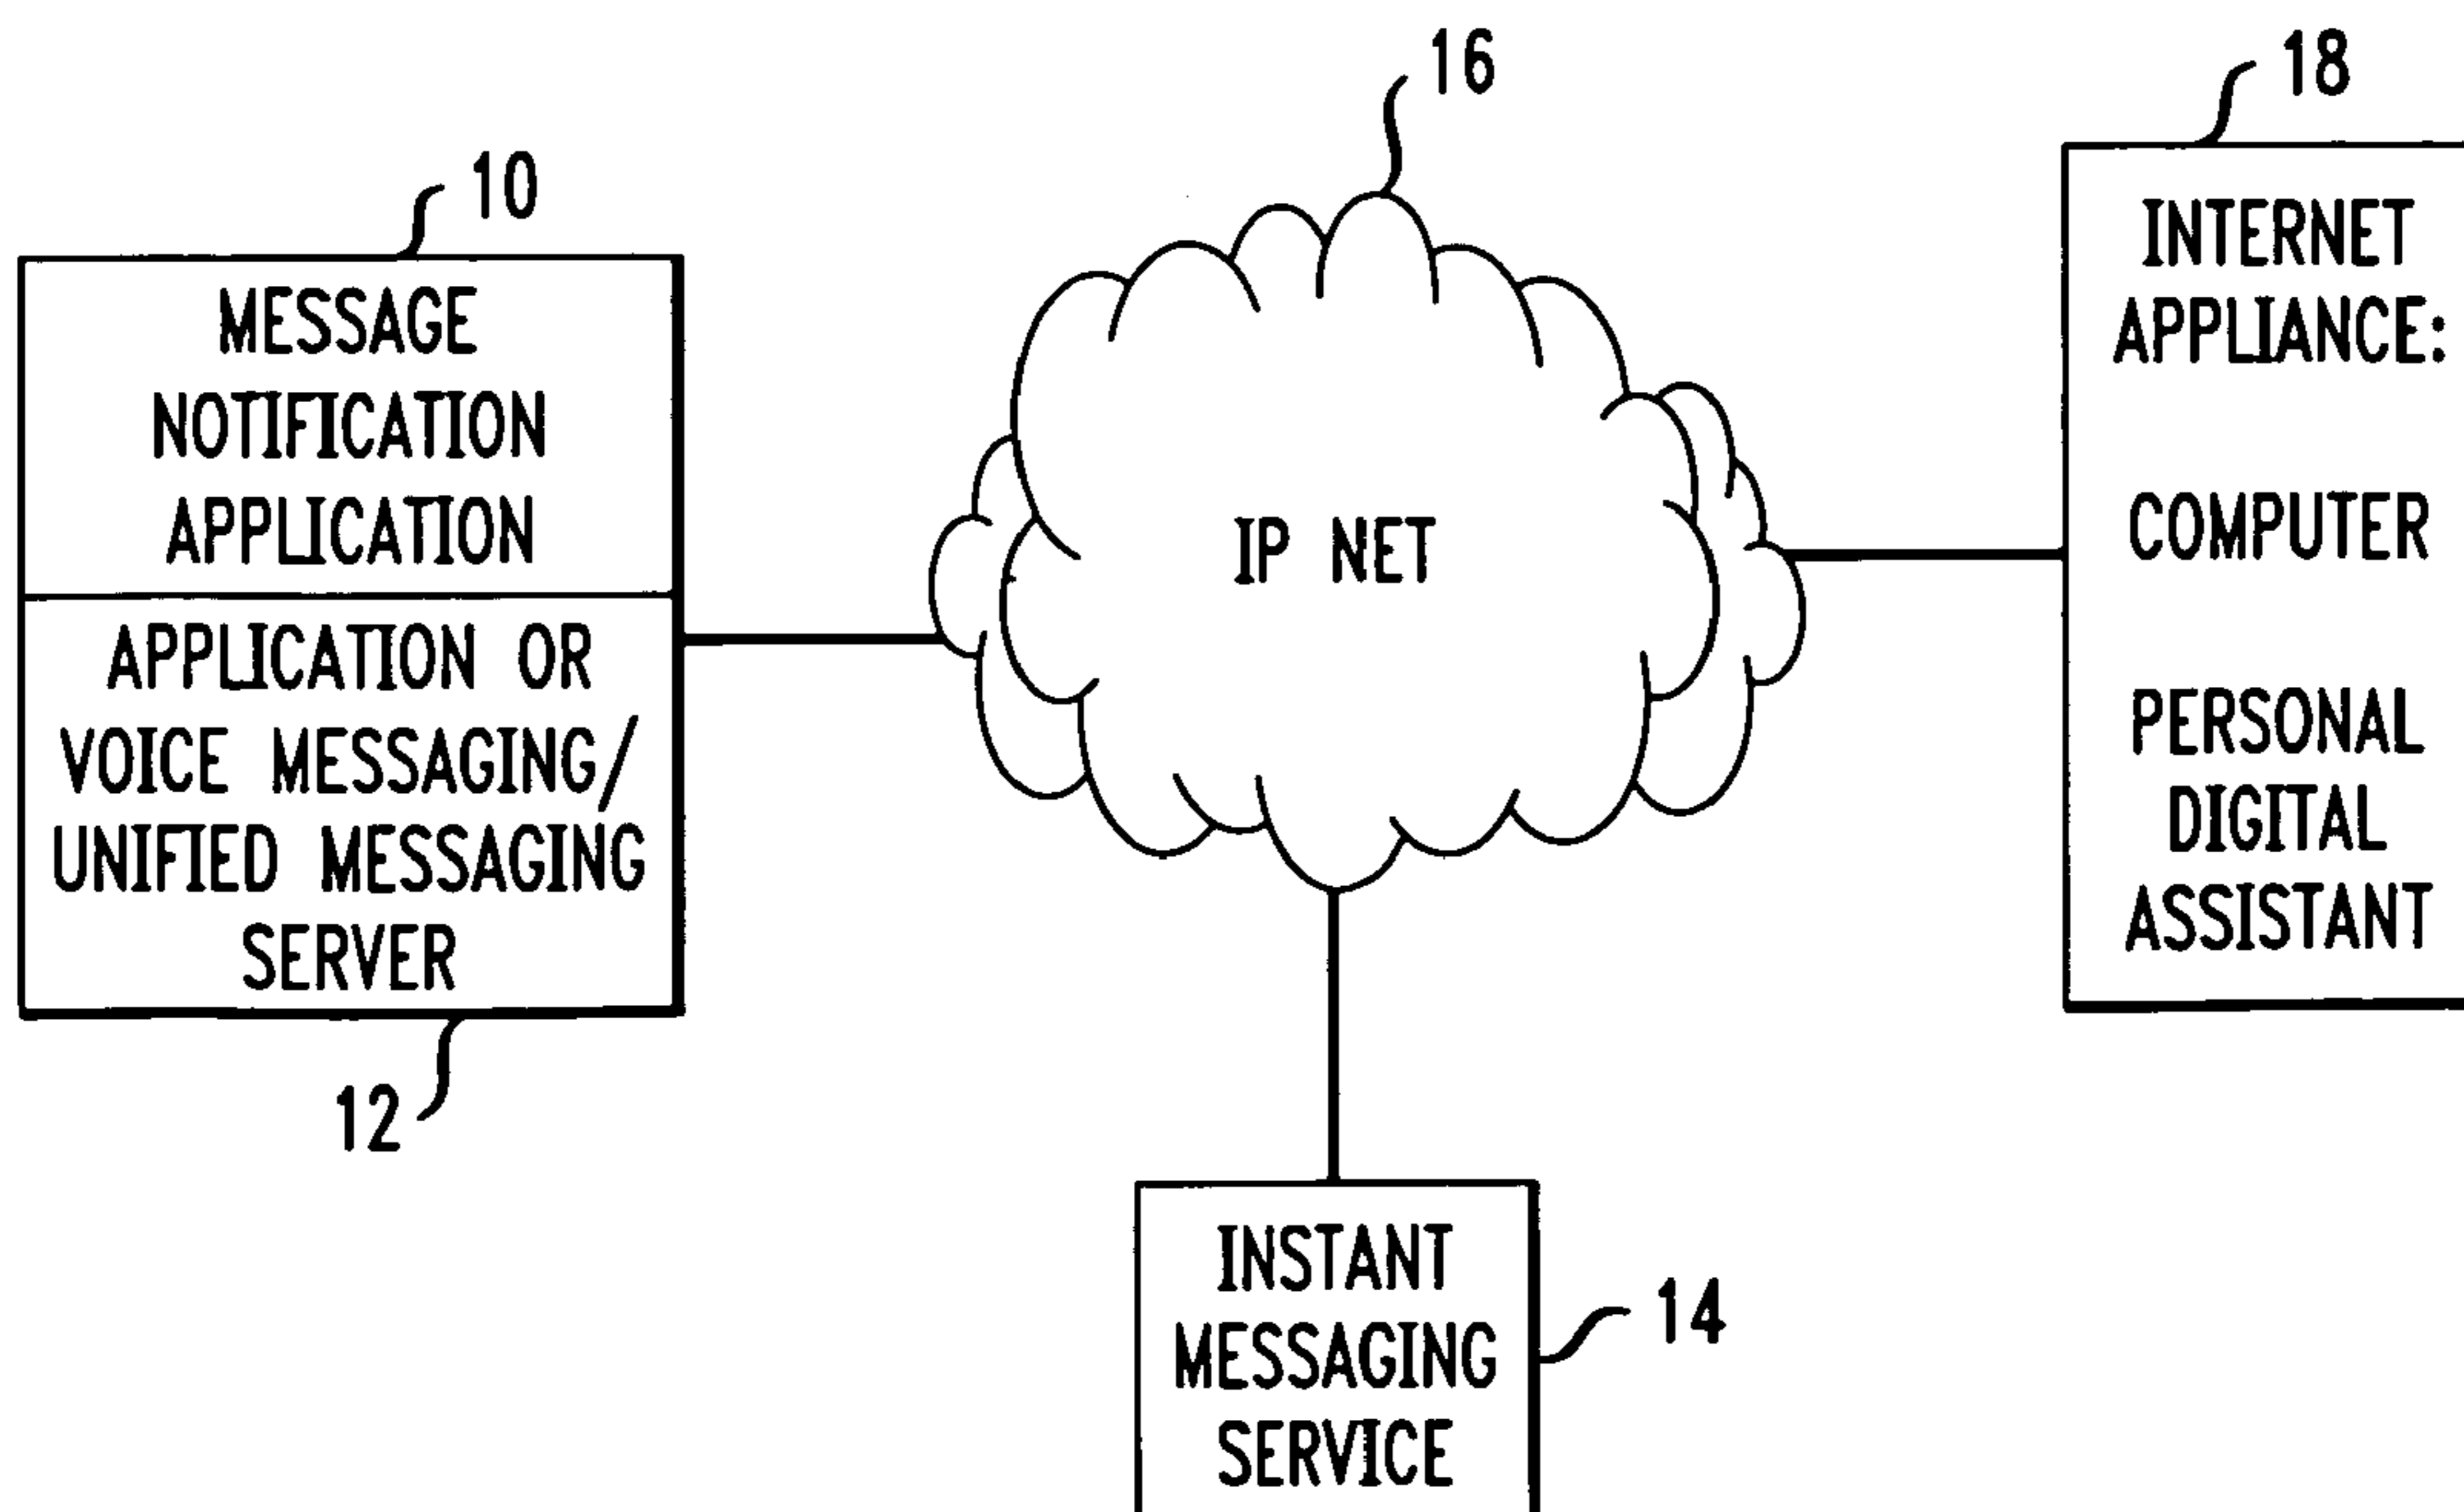 10
MESSAGE
NOTIFICATION
APPLICATION
APPLICATION OR
VOICE MESSAGING/
UNIFIED MESSAGING
SERVER
12
16
IP NET
18
INTERNET
APPLIANCE:
COMPUTER
PERSONAL
DIGITAL
ASSISTANT
INSTANT
MESSAGING
SERVICE
14